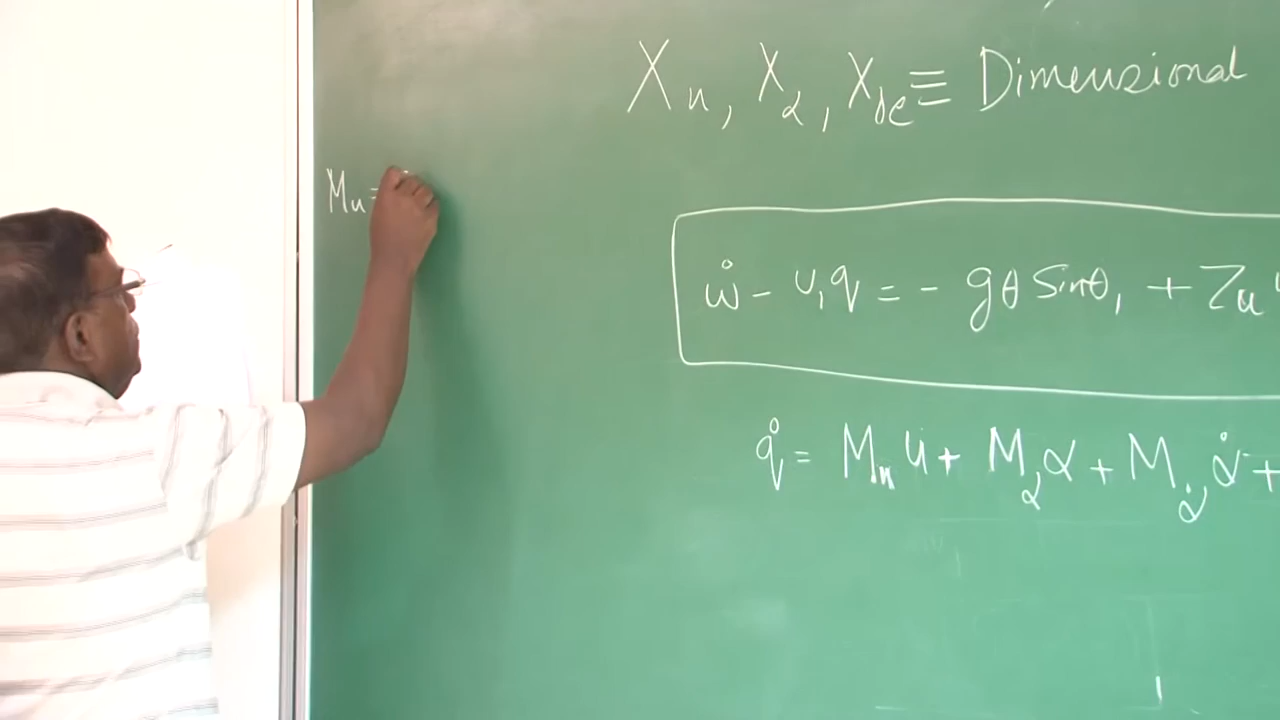 X_u, X_α, X_δe ≡ Dimensional
M_u =
ẇ - U₁q = - gθ Sinθ₁ + Z_u
q̇ = M_u u + M_α α + M_α̇ α̇ +